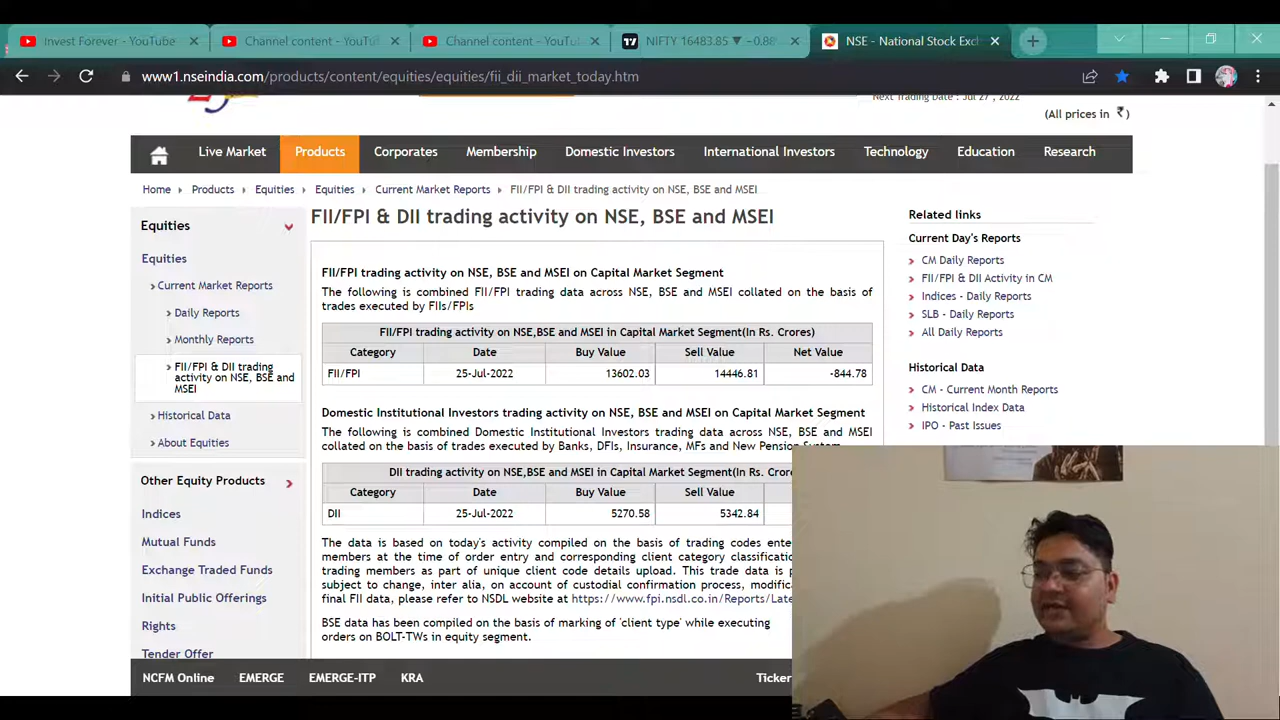 Invest Forever - YouTube
Channel content - YouTu
Channel content - YouTu
NIFTY 16483.85 ▼ −0.88
NSE - National Stock Exc
www1.nseindia.com/products/content/equities/equities/fii_dii_market_today.htm
Next Trading Date : Jul 27 , 2022
(All prices in ₹)
Live Market Products Corporates Membership Domestic Investors International Investors Technology Education Research
Home Products Equities Equities Current Market Reports FII/FPI & DII trading activity on NSE, BSE and MSEI
Equities
Equities
Current Market Reports
Daily Reports
Monthly Reports
FII/FPI & DII trading
activity on NSE, BSE and
MSEI
Historical Data
About Equities
Other Equity Products
Indices
Mutual Funds
Exchange Traded Funds
Initial Public Offerings
Rights
Tender Offer
FII/FPI & DII trading activity on NSE, BSE and MSEI
FII/FPI trading activity on NSE, BSE and MSEI on Capital Market Segment
The following is combined FII/FPI trading data across NSE, BSE and MSEI collated on the basis of
trades executed by FIIs/FPIs
FII/FPI trading activity on NSE,BSE and MSEI in Capital Market Segment(In Rs. Crores)
Category Date Buy Value Sell Value Net Value
FII/FPI 25-Jul-2022 13602.03 14446.81 -844.78
Domestic Institutional Investors trading activity on NSE, BSE and MSEI on Capital Market Segment
The following is combined Domestic Institutional Investors trading data across NSE, BSE and MSEI
collated on the basis of trades executed by Banks, DFIs, Insurance, MFs and New Pension System.
DII trading activity on NSE,BSE and MSEI in Capital Market Segment(In Rs. Crore
Category Date Buy Value Sell Value
DII 25-Jul-2022 5270.58 5342.84
The data is based on today's activity compiled on the basis of trading codes ente
members at the time of order entry and corresponding client category classificati
trading members as part of unique client code details upload. This trade data is p
subject to change, inter alia, on account of custodial confirmation process, modific
final FII data, please refer to NSDL website at https://www.fpi.nsdl.co.in/Reports/Late
BSE data has been compiled on the basis of marking of 'client type' while executing
orders on BOLT-TWs in equity segment.
Related links
Current Day's Reports
CM Daily Reports
FII/FPI & DII Activity in CM
Indices - Daily Reports
SLB - Daily Reports
All Daily Reports
Historical Data
CM - Current Month Reports
Historical Index Data
IPO - Past Issues
NCFM Online EMERGE EMERGE-ITP KRA Ticker